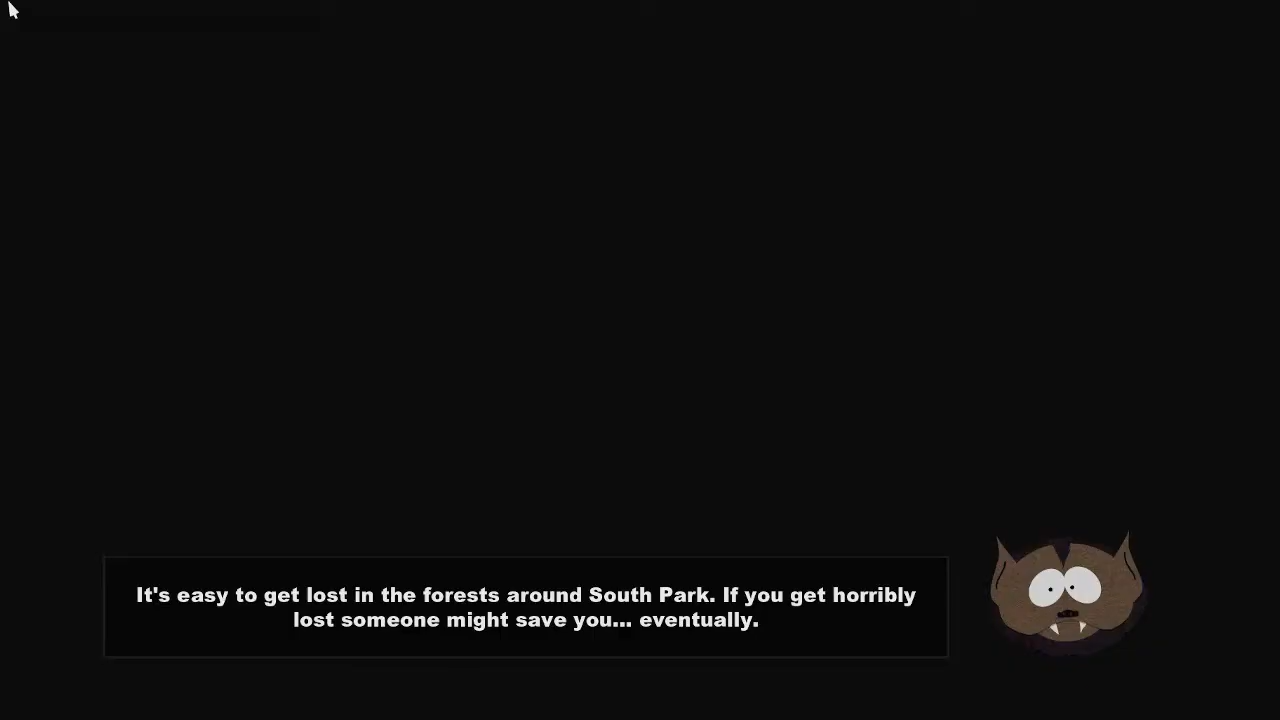 It's easy to get lost in the forests around South Park. If you get horribly
lost someone might save you... eventually.